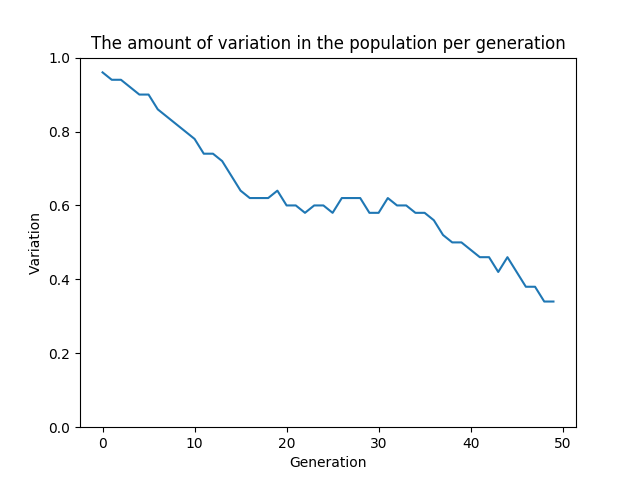 The amount of variation in the population per generation
1.0
0.8
0.6
0.4
0.2
0.0
Variation
0 10 20 30 40 50
Generation